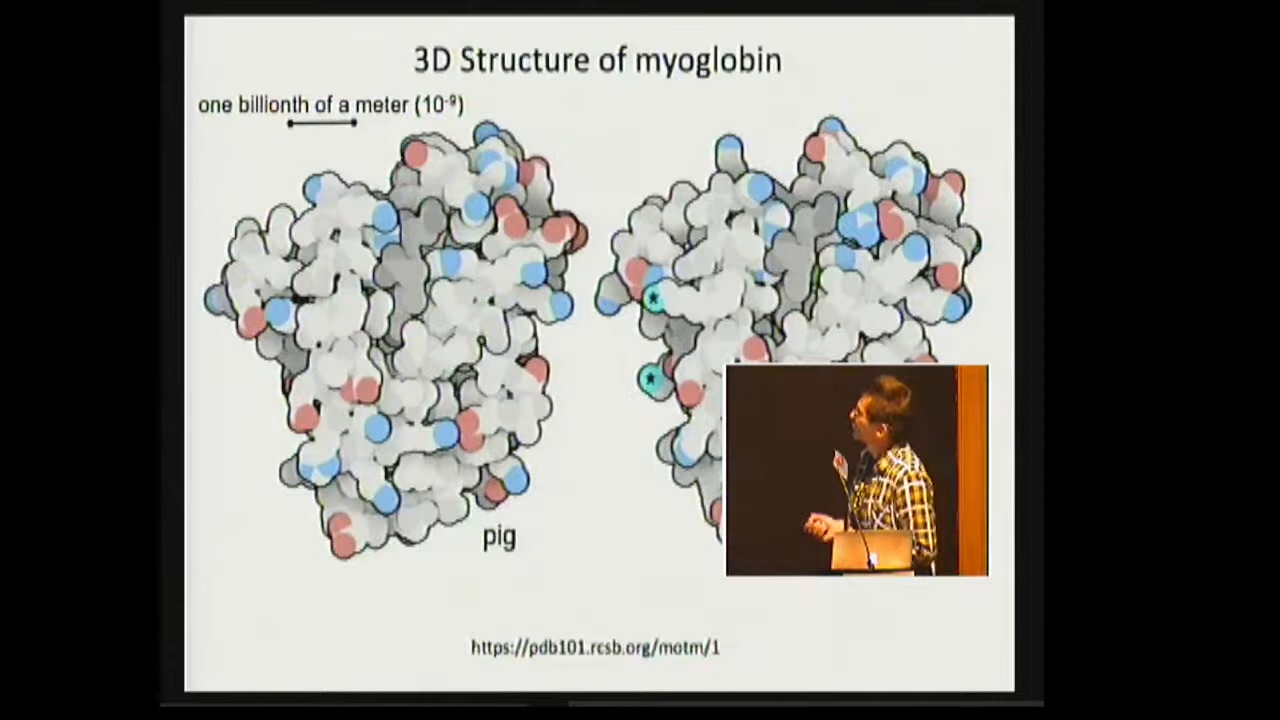 3D Structure of myoglobin
one billionth of a meter (10⁻⁹)
pig
https://pdb101.rcsb.org/motm/1